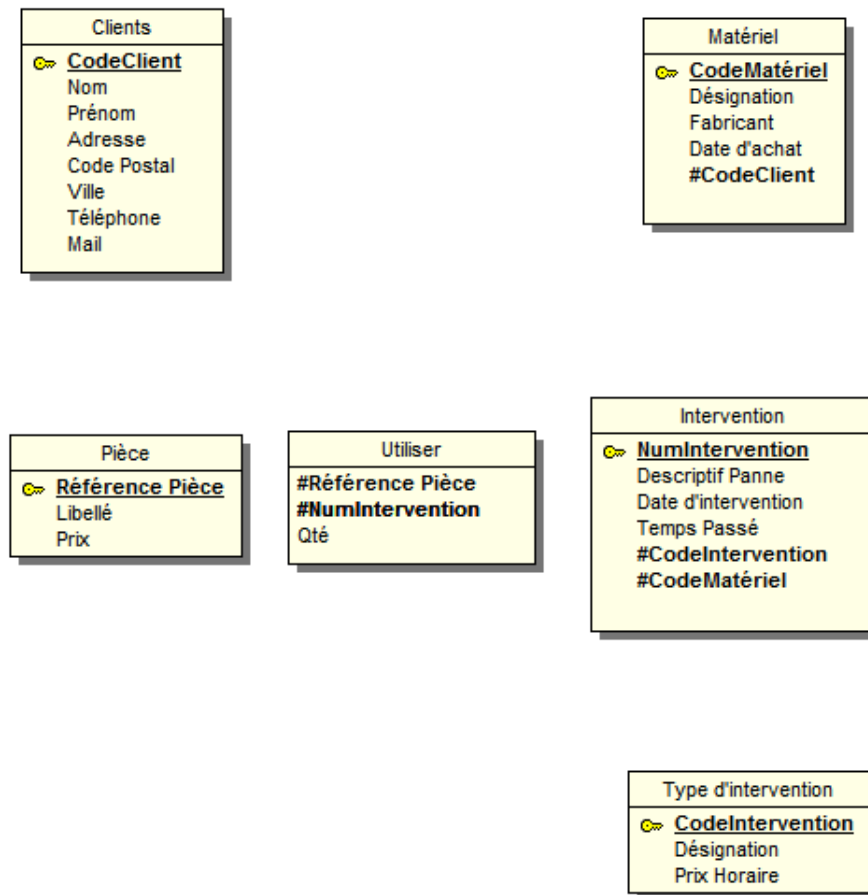 Clients
CodeClient
Nom
Prénom
Adresse
Code Postal
Ville
Téléphone
Mail
Matériel
CodeMatériel
Désignation
Fabricant
Date d'achat
#CodeClient
Pièce
Référence Pièce
Libellé
Prix
Utiliser
#Référence Pièce
#NumIntervention
Qté
Intervention
NumIntervention
Descriptif Panne
Date d'intervention
Temps Passé
#CodeIntervention
#CodeMatériel
Type d'intervention
CodeIntervention
Désignation
Prix Horaire